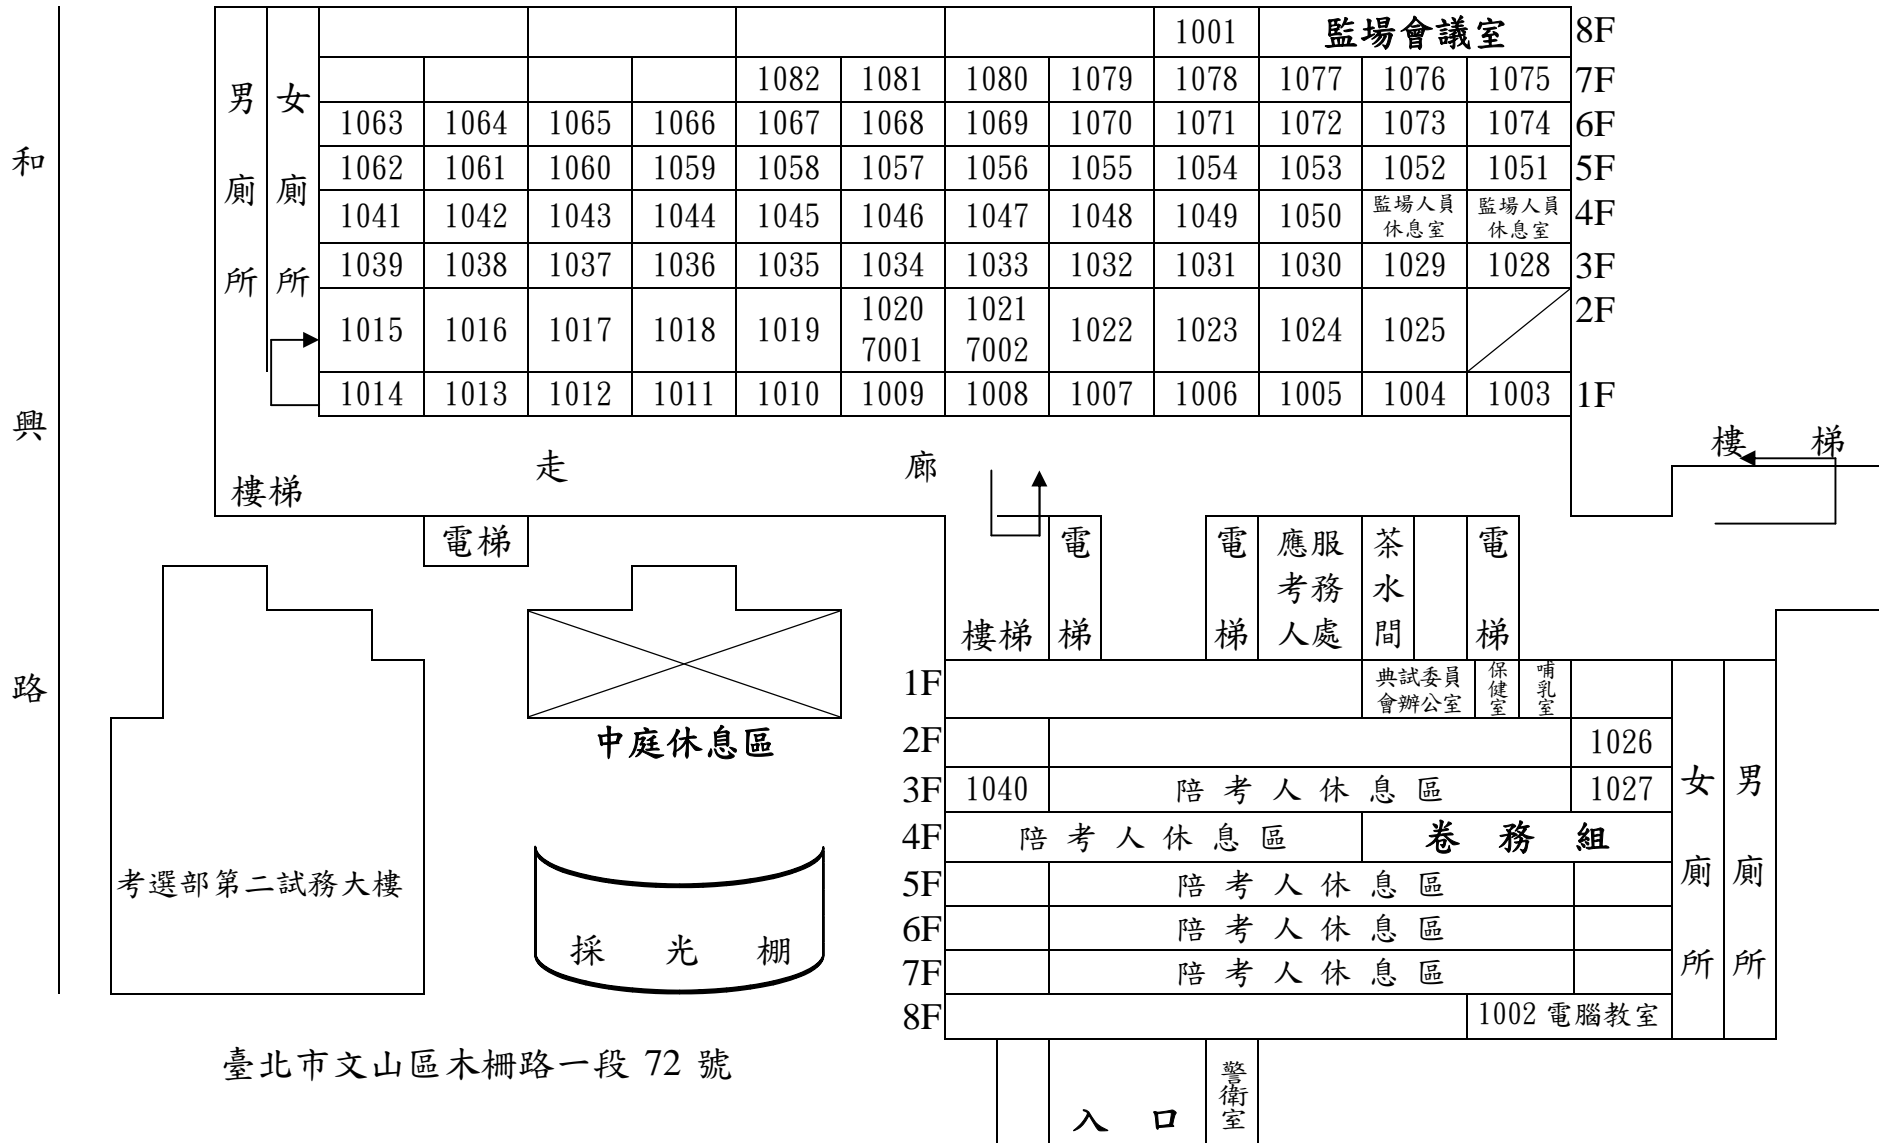 和興路
男廁所
女廁所
1001 監場會議室 8F
1082 1081 1080 1079 1078 1077 1076 1075 7F
1063 1064 1065 1066 1067 1068 1069 1070 1071 1072 1073 1074 6F
1062 1061 1060 1059 1058 1057 1056 1055 1054 1053 1052 1051 5F
1041 1042 1043 1044 1045 1046 1047 1048 1049 1050 監場人員休息室 監場人員休息室 4F
1039 1038 1037 1036 1035 1034 1033 1032 1031 1030 1029 1028 3F
1015 1016 1017 1018 1019 1020 7001 1021 7002 1022 1023 1024 1025 2F
1014 1013 1012 1011 1010 1009 1008 1007 1006 1005 1004 1003 1F
走廊
樓梯
樓梯
電梯
樓梯
電梯
電梯
應考人服務處
茶水間
電梯
1F 典試委員會辦公室 保健室 哺乳室
2F 1026
3F 1040 陪考人休息區 1027
4F 陪考人休息區 卷務組
5F 陪考人休息區
6F 陪考人休息區
7F 陪考人休息區
8F 1002 電腦教室
女廁所
男廁所
中庭休息區
考選部第二試務大樓
採光棚
臺北市文山區木柵路一段 72 號
入口
警衛室